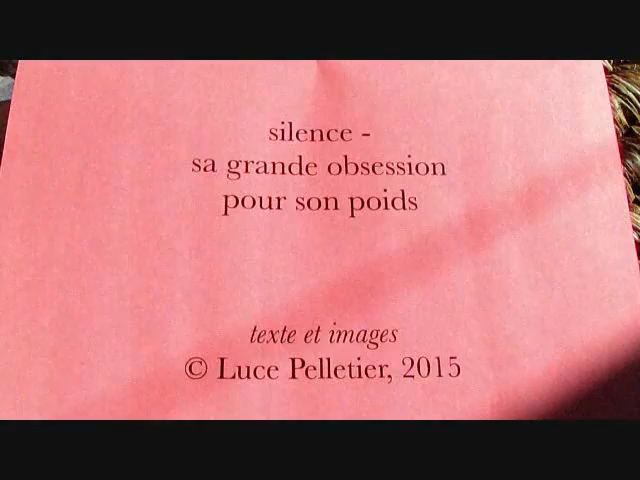 silence -
sa grande obsession
pour son poids
texte et images
© Luce Pelletier, 2015